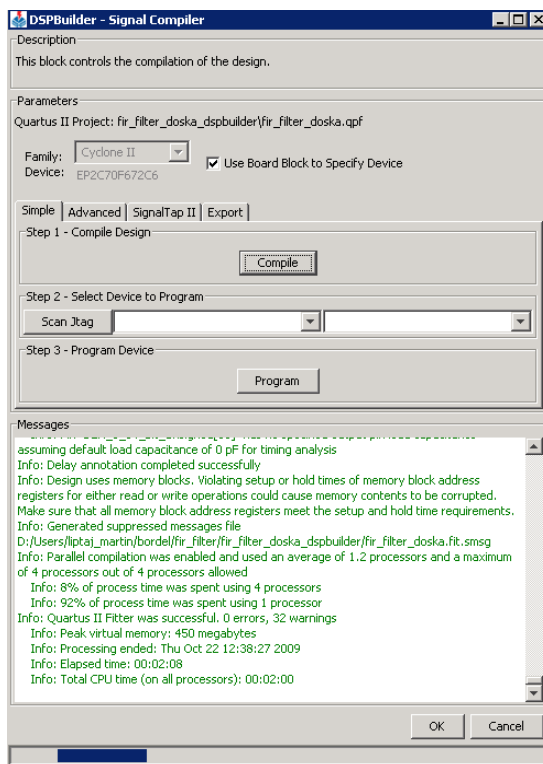 DSPBuilder - Signal Compiler
Description
This block controls the compilation of the design.
Parameters
Quartus II Project: fir_filter_doska_dspbuilder\fir_filter_doska.qpf
Family: Cyclone II
Device: EP2C70F672C6
Use Board Block to Specify Device
Simple Advanced SignalTap II Export
Step 1 - Compile Design
Compile
Step 2 - Select Device to Program
Scan Jtag
Step 3 - Program Device
Program
Messages
assuming default load capacitance of 0 pF for timing analysis
Info: Delay annotation completed successfully
Info: Design uses memory blocks. Violating setup or hold times of memory block address
registers for either read or write operations could cause memory contents to be corrupted.
Make sure that all memory block address registers meet the setup and hold time requirements.
Info: Generated suppressed messages file
D:/Users/liptaj_martin/bordel/fir_filter/fir_filter_doska_dspbuilder/fir_filter_doska.fit.smsg
Info: Parallel compilation was enabled and used an average of 1.2 processors and a maximum
of 4 processors out of 4 processors allowed
Info: 8% of process time was spent using 4 processors
Info: 92% of process time was spent using 1 processor
Info: Quartus II Fitter was successful. 0 errors, 32 warnings
Info: Peak virtual memory: 450 megabytes
Info: Processing ended: Thu Oct 22 12:38:27 2009
Info: Elapsed time: 00:02:08
Info: Total CPU time (on all processors): 00:02:00
OK Cancel